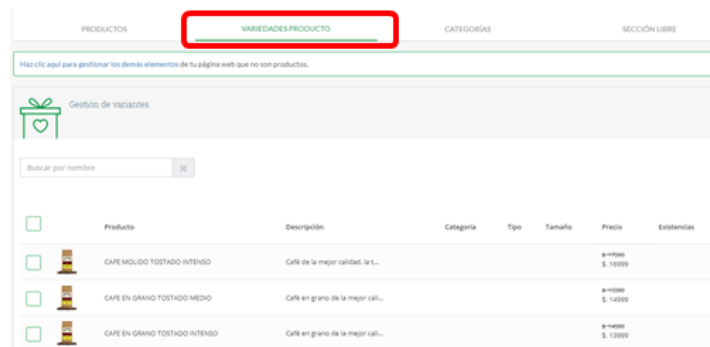 PRODUCTOS VARIEDADES PRODUCTO CATEGORÍAS SECCIÓN LIBRE
Haz clic aquí para gestionar los demás elementos de tu página web que no son productos.
Gestión de variantes
Buscar por nombre
Producto Descripción Categoría Tipo Tamaño Precio Existencias
CAFE MOLIDO TOSTADO INTENSO Café de la mejor calidad, la t...
$. 16999
CAFE EN GRANO TOSTADO MEDIO Café en grano de la mejor cali...
$. 14999
CAFE EN GRANO TOSTADO INTENSO Café en grano de la mejor cali...
$. 13999